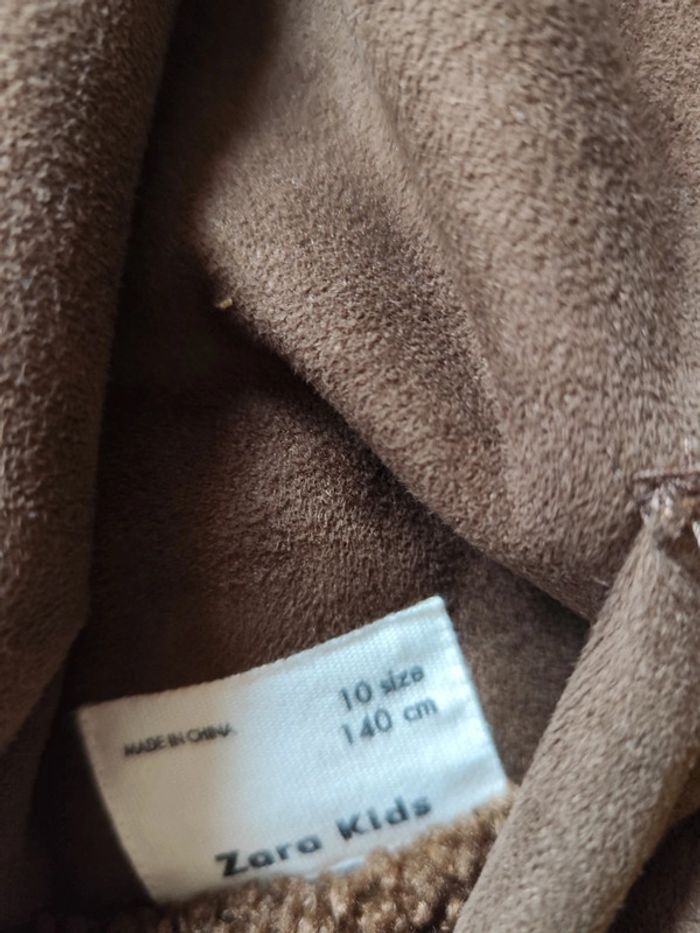 10 size
140 cm
MADE IN CHINA
Zara Kids